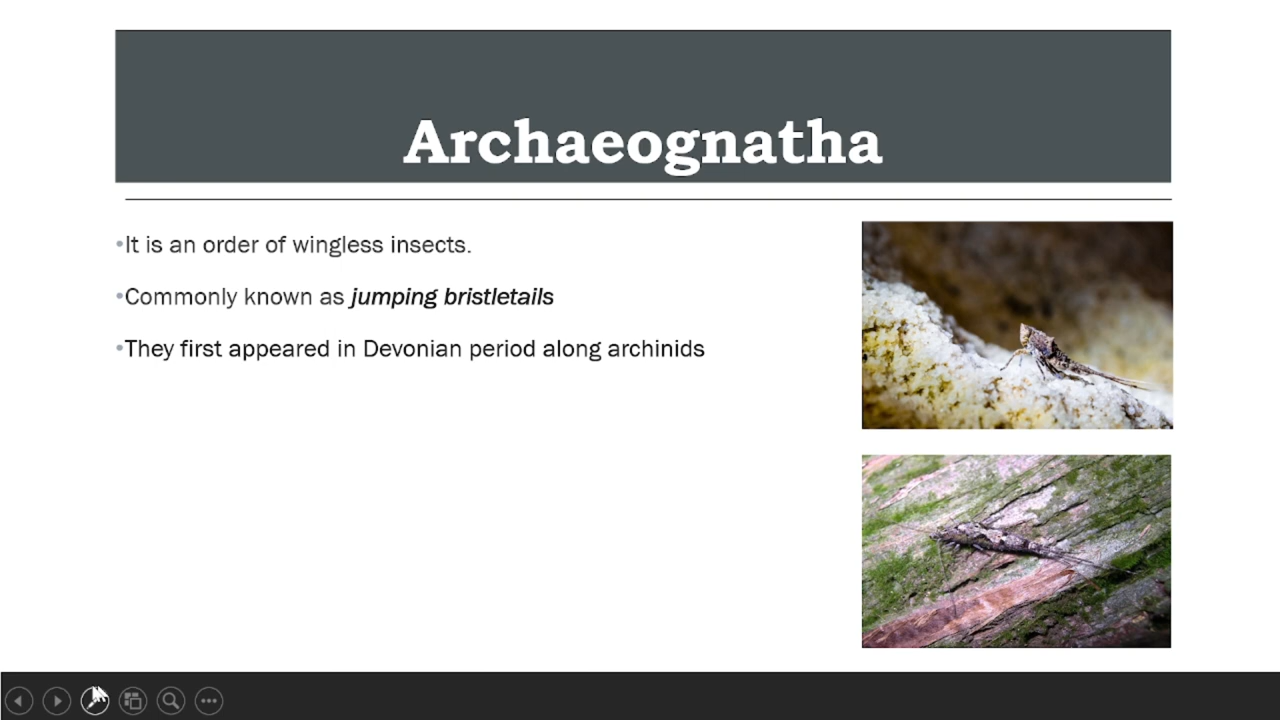 Archaeognatha
•It is an order of wingless insects.
•Commonly known as jumping bristletails
•They first appeared in Devonian period along archinids